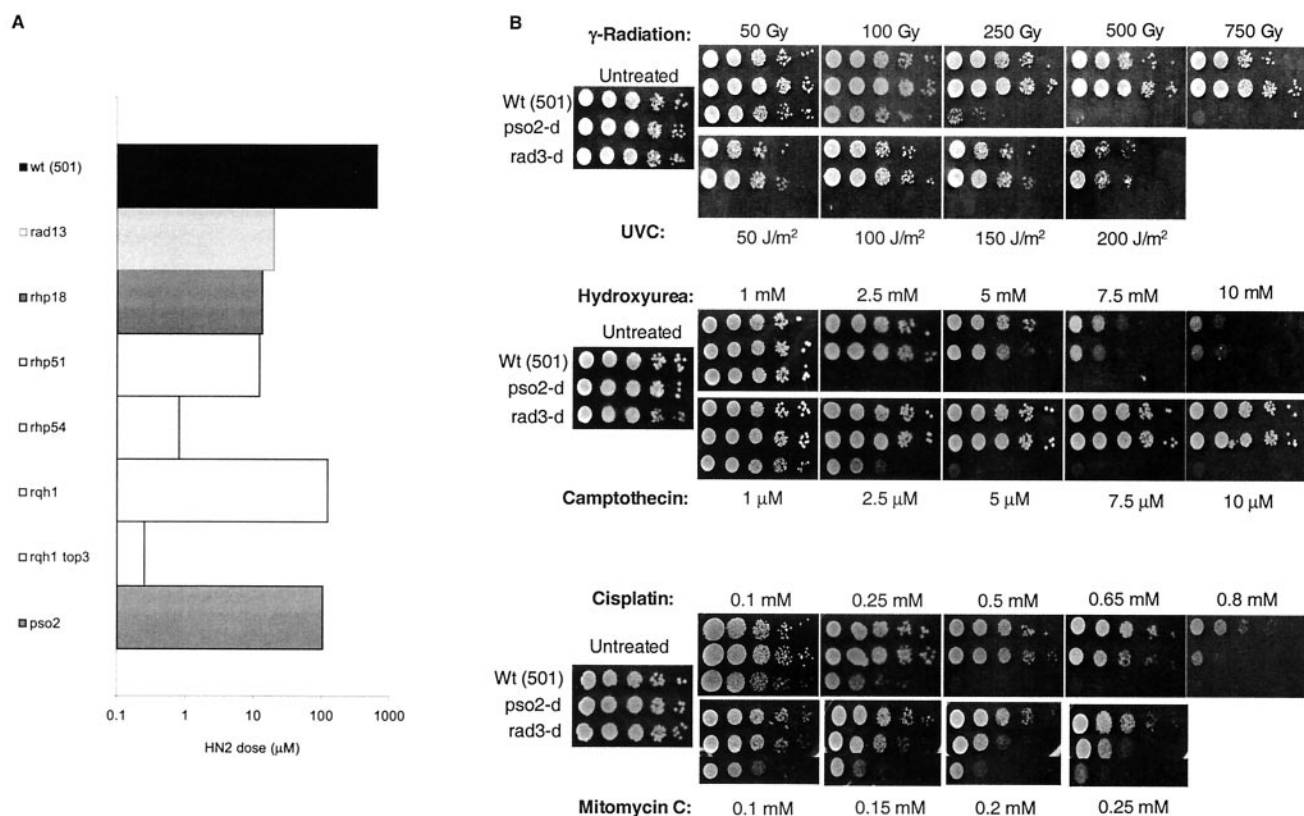 A
wt (501)
rad13
rhp18
rhp51
rhp54
rqh1
rqh1 top3
pso2
0.1 1 10 100 1000
HN2 dose (μM)
B
γ-Radiation: 50 Gy 100 Gy 250 Gy 500 Gy 750 Gy
Untreated
Wt (501)
pso2-d
rad3-d
UVC: 50 J/m² 100 J/m² 150 J/m² 200 J/m²
Hydroxyurea: 1 mM 2.5 mM 5 mM 7.5 mM 10 mM
Untreated
Wt (501)
pso2-d
rad3-d
Camptothecin: 1 μM 2.5 μM 5 μM 7.5 μM 10 μM
Cisplatin: 0.1 mM 0.25 mM 0.5 mM 0.65 mM 0.8 mM
Untreated
Wt (501)
pso2-d
rad3-d
Mitomycin C: 0.1 mM 0.15 mM 0.2 mM 0.25 mM